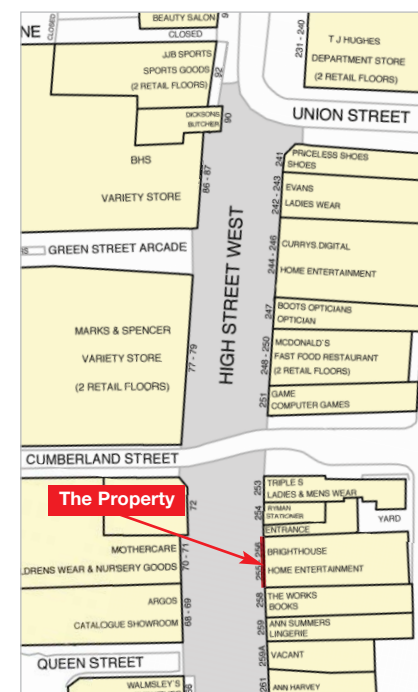 BEAUTY SALON
9
CLOSED
NE
CLOSED
JJB SPORTS
SPORTS GOODS
(2 RETAIL FLOORS)
92
231 - 240
T J HUGHES
DEPARTMENT STORE
(2 RETAIL FLOORS)
UNION STREET
DICKSONS
BUTCHER
90
BHS
VARIETY STORE
86 - 87
241
PRICELESS SHOES
SHOES
242 - 243
EVANS
LADIES WEAR
244 - 246
CURRYS.DIGITAL
HOME ENTERTAINMENT
GREEN STREET ARCADE
HIGH STREET WEST
247
BOOTS OPTICIANS
OPTICIAN
MARKS & SPENCER
VARIETY STORE
(2 RETAIL FLOORS)
77 - 79
248 - 250
MCDONALD'S
FAST FOOD RESTAURANT
(2 RETAIL FLOORS)
251
GAME
COMPUTER GAMES
CUMBERLAND STREET
The Property
72
253
TRIPLE S
LADIES & MENS WEAR
254
RYMAN
STATIONER
YARD
ENTRANCE
MOTHERCARE
LDRENS WEAR & NURSERY GOODS
70 - 71
255 256
BRIGHTHOUSE
HOME ENTERTAINMENT
ARGOS
CATALOGUE SHOWROOM
68 - 69
258
THE WORKS
BOOKS
259
ANN SUMMERS
LINGERIE
259A
VACANT
QUEEN STREET
WALMSLEY'S
66
261
ANN HARVEY